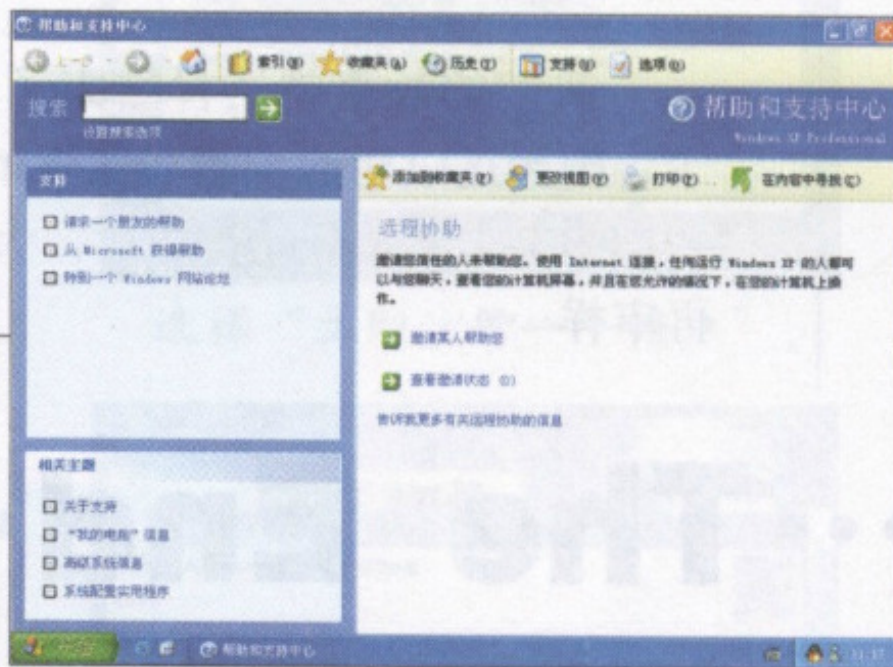 帮助和支持中心
上一步 索引(I) 收藏夹(A) 历史(T) 支持(U) 选项(O)
搜索
设置搜索选项
帮助和支持中心
Windows XP Professional
支持
请求一个朋友的帮助
从 Microsoft 获得帮助
转到一个 Windows 网站论坛
添加到收藏夹(F) 更改视图(V) 打印(P)... 在内容中寻找(C)
远程协助
邀请您信任的人来帮助您。使用 Internet 连接，任何运行 Windows XP 的人都可
以与您聊天，查看您的计算机屏幕，并且在您允许的情况下，在您的计算机上操
作。
邀请某人帮助您
查看邀请状态 (0)
告诉我更多有关远程协助的信息
相关主题
关于支持
“我的电脑”信息
高级系统信息
系统配置实用程序
帮助和支持中心